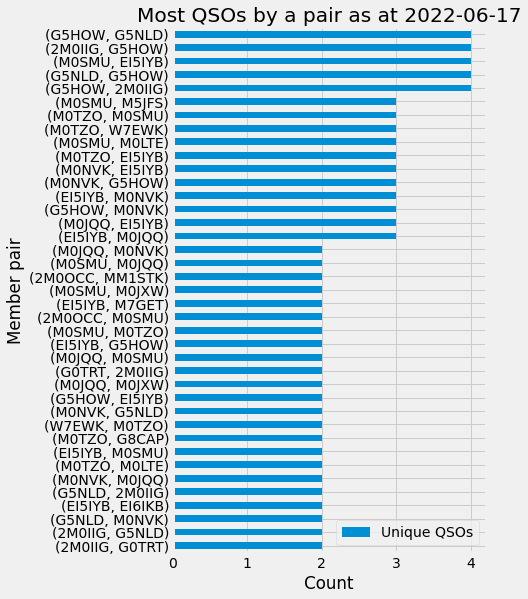 Most QSOs by a pair as at 2022-06-17
Member pair
(G5HOW, G5NLD)
(2M0IIG, G5HOW)
(M0SMU, EI5IYB)
(G5NLD, G5HOW)
(G5HOW, 2M0IIG)
(M0SMU, M5JFS)
(M0TZO, M0SMU)
(M0TZO, W7EWK)
(M0SMU, M0LTE)
(M0TZO, EI5IYB)
(M0NVK, EI5IYB)
(M0NVK, G5HOW)
(EI5IYB, M0NVK)
(G5HOW, M0NVK)
(M0JQQ, EI5IYB)
(EI5IYB, M0JQQ)
(M0JQQ, M0NVK)
(M0SMU, M0JQQ)
(2M0OCC, MM1STK)
(M0SMU, M0JXW)
(EI5IYB, M7GET)
(2M0OCC, M0SMU)
(M0SMU, M0TZO)
(EI5IYB, G5HOW)
(M0JQQ, M0SMU)
(G0TRT, 2M0IIG)
(M0JQQ, M0JXW)
(G5HOW, EI5IYB)
(M0NVK, G5NLD)
(W7EWK, M0TZO)
(M0TZO, G8CAP)
(EI5IYB, M0SMU)
(M0TZO, M0LTE)
(M0NVK, M0JQQ)
(G5NLD, 2M0IIG)
(EI5IYB, EI6IKB)
(G5NLD, M0NVK)
(2M0IIG, G5NLD)
(2M0IIG, G0TRT)
Unique QSOs
0 1 2 3 4
Count